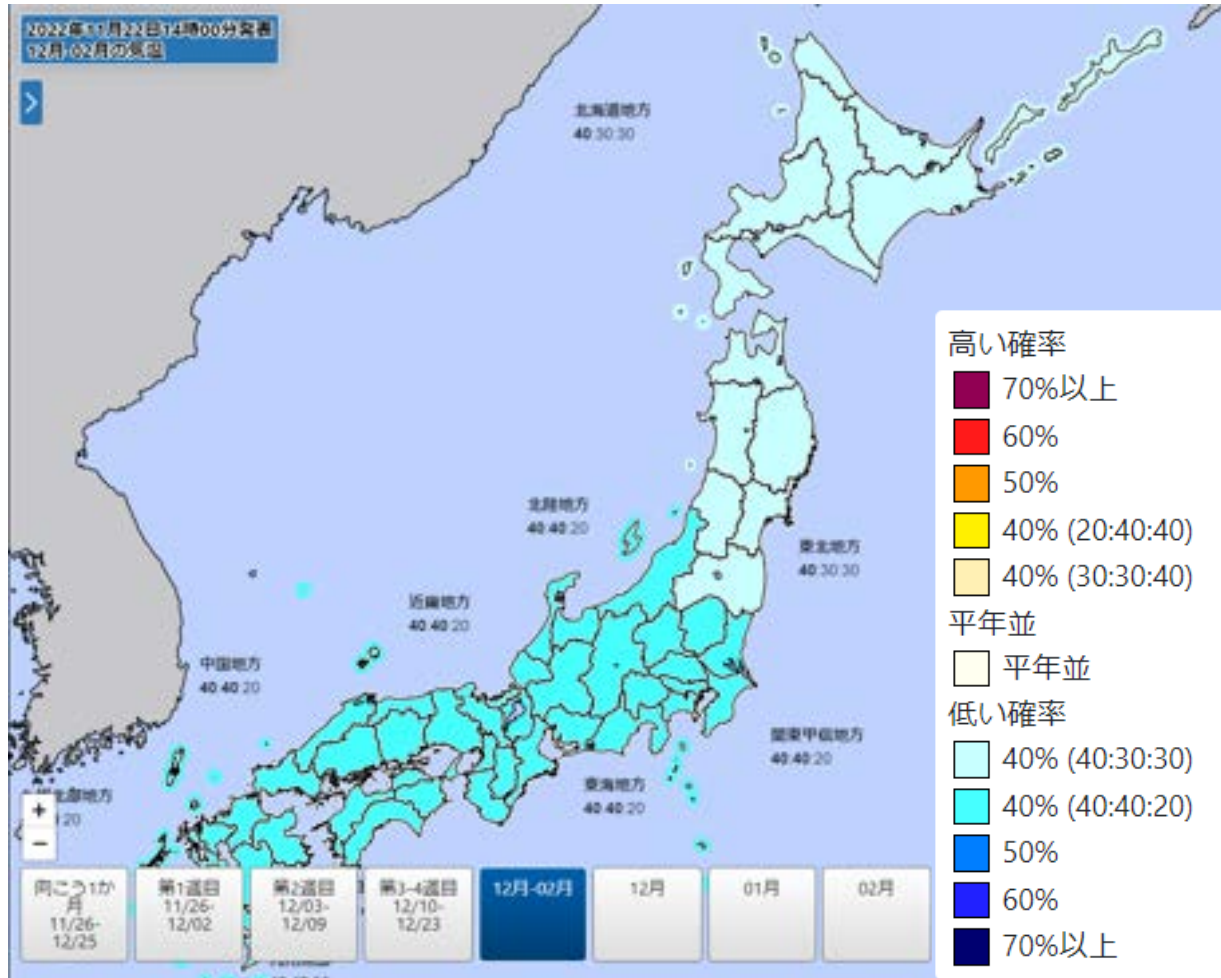 2022年11月22日14時00分発表
12月-02月の気温
北海道地方
40:30:30
北陸地方
40:40:20
東北地方
40:30:30
近畿地方
40:40:20
中国地方
40:40:20
関東甲信地方
40:40:20
東海地方
40:40:20
北部地方
20
+
−
向こう1か
月
11/26-
12/25
第1週目
11/26-
12/02
第2週目
12/03-
12/09
第3-4週目
12/10-
12/23
12月-02月
12月
01月
02月
高い確率
70%以上
60%
50%
40% (20:40:40)
40% (30:30:40)
平年並
平年並
低い確率
40% (40:30:30)
40% (40:40:20)
50%
60%
70%以上